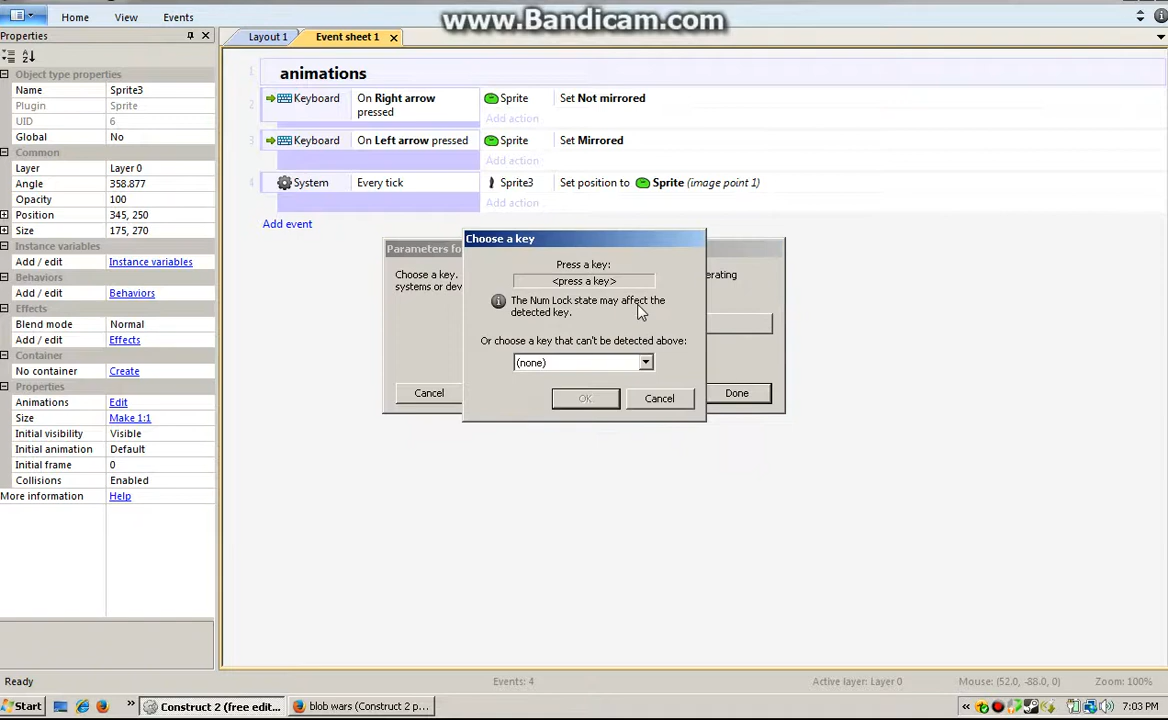 www.Bandicam.com
Home View Events
Properties
Layout 1 Event sheet 1
Object type properties
Name Sprite3
Plugin Sprite
UID 6
Global No
Common
Layer Layer 0
Angle 358.877
Opacity 100
Position 345, 250
Size 175, 270
Instance variables
Add / edit Instance variables
Behaviors
Add / edit Behaviors
Effects
Blend mode Normal
Add / edit Effects
Container
No container Create
Properties
Animations Edit
Size Make 1:1
Initial visibility Visible
Initial animation Default
Initial frame 0
Collisions Enabled
More information Help
1 animations
2 Keyboard On Right arrow pressed Sprite Set Not mirrored
Add action
3 Keyboard On Left arrow pressed Sprite Set Mirrored
Add action
4 System Every tick Sprite3 Set position to Sprite (image point 1)
Add action
Add event
Parameters fo
Choose a key.
systems or dev
erating
Cancel
Done
Choose a key
Press a key:
<press a key>
The Num Lock state may affect the
detected key.
Or choose a key that can't be detected above:
(none)
OK Cancel
Ready Events: 4 Active layer: Layer 0 Mouse: (52.0, -88.0, 0) Zoom: 100%
Start Construct 2 (free edit... blob wars (Construct 2 p... 7:03 PM